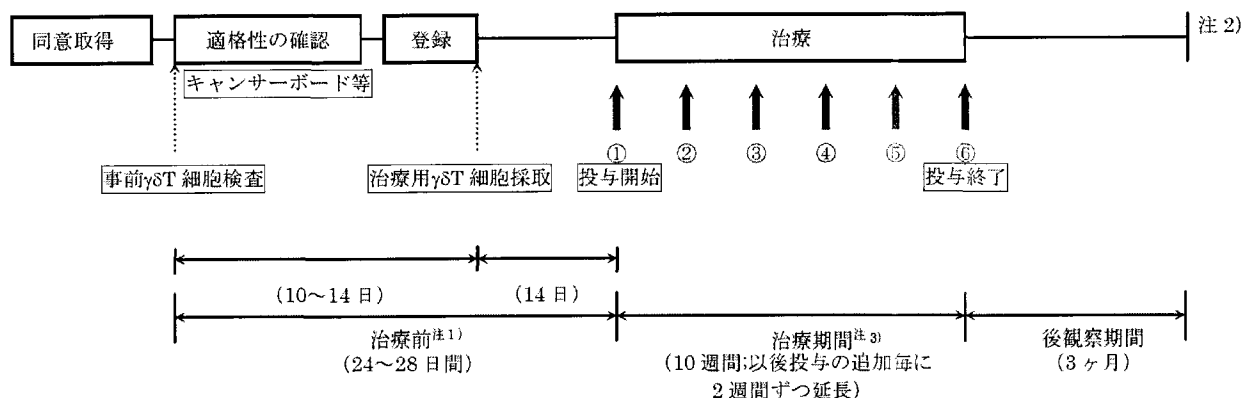 同意取得
適格性の確認
登録
治療
注 2)
キャンサーボード等
① ② ③ ④ ⑤ ⑥
事前γδT 細胞検査
治療用γδT 細胞採取
投与開始
投与終了
(10～14 日)
(14 日)
治療前注1)
(24～28 日間)
治療期間注3)
(10 週間;以後投与の追加毎に
2 週間ずつ延長)
後観察期間
(3 ヶ月)